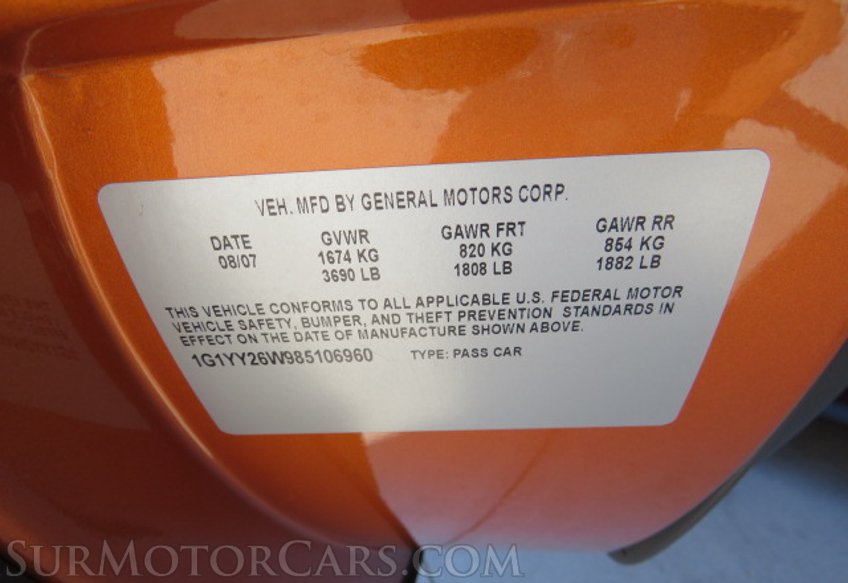 VEH. MFD BY GENERAL MOTORS CORP.
DATE GVWR GAWR FRT GAWR RR
08/07 1674 KG 820 KG 854 KG
3690 LB 1808 LB 1882 LB
THIS VEHICLE CONFORMS TO ALL APPLICABLE U.S. FEDERAL MOTOR
VEHICLE SAFETY, BUMPER, AND THEFT PREVENTION STANDARDS IN
EFFECT ON THE DATE OF MANUFACTURE SHOWN ABOVE.
1G1YY26W985106960 TYPE: PASS CAR
SURMOTORCARS.COM